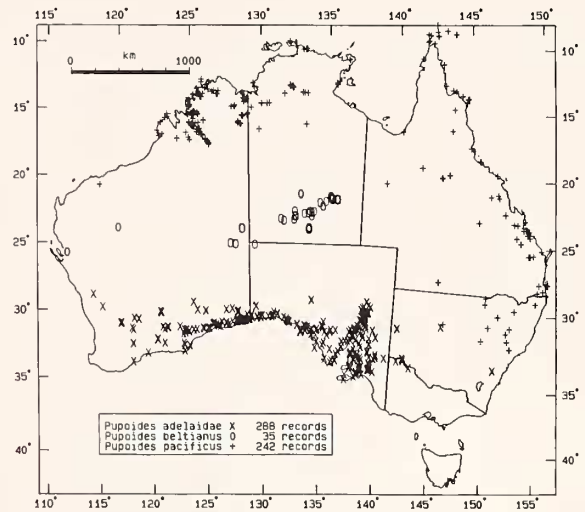 115° 120° 125° 130° 135° 140° 145° 150°
10° 10°
km
0 1000
15° 15°
20° 20°
25° 25°
30° 30°
35° 35°
40° 40°
Pupoides adelaidae X 288 records
Pupoides beltianus O 35 records
Pupoides pacificus + 242 records
110° 115° 120° 125° 130° 135° 140° 145° 150° 155°